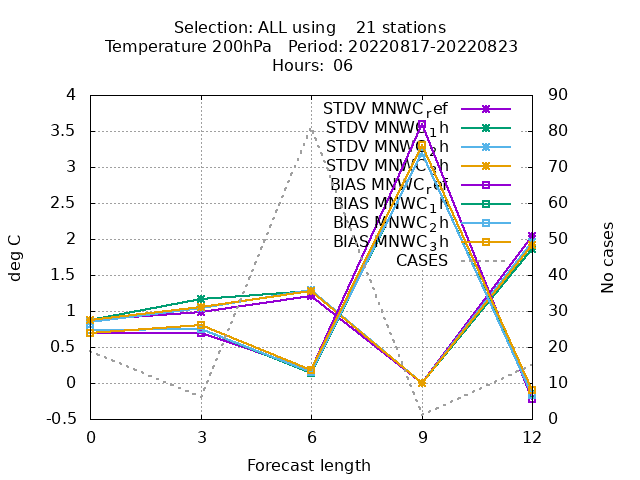 Selection: ALL using    21 stations
Temperature 200hPa   Period: 20220817-20220823
Hours:  06
STDV MNWC_ref
STDV MNWC_1h
STDV MNWC_2h
STDV MNWC_3h
BIAS MNWC_ref
BIAS MNWC_1h
BIAS MNWC_2h
BIAS MNWC_3h
CASES
deg C
4
3.5
3
2.5
2
1.5
1
0.5
0
-0.5
No cases
90
80
70
60
50
40
30
20
10
0
0 3 6 9 12
Forecast length